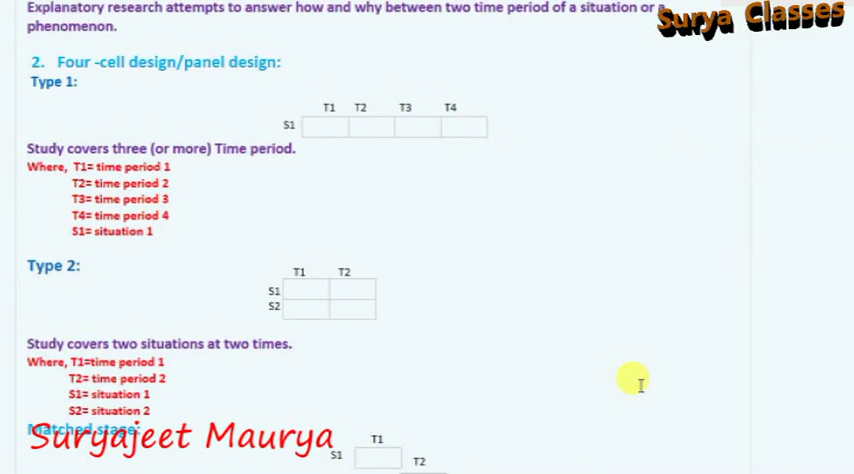 Explanatory research attempts to answer how and why between two time period of a situation or a
phenomenon.
Surya Classes
2. Four -cell design/panel design:
Type 1:
T1 T2 T3 T4
S1
Study covers three (or more) Time period.
Where, T1= time period 1
T2= time period 2
T3= time period 3
T4= time period 4
S1= situation 1
Type 2:
T1 T2
S1
S2
Study covers two situations at two times.
Where, T1=time period 1
T2= time period 2
S1= situation 1
S2= situation 2
Matched stage:
Suryajeet Maurya
T1
S1
T2